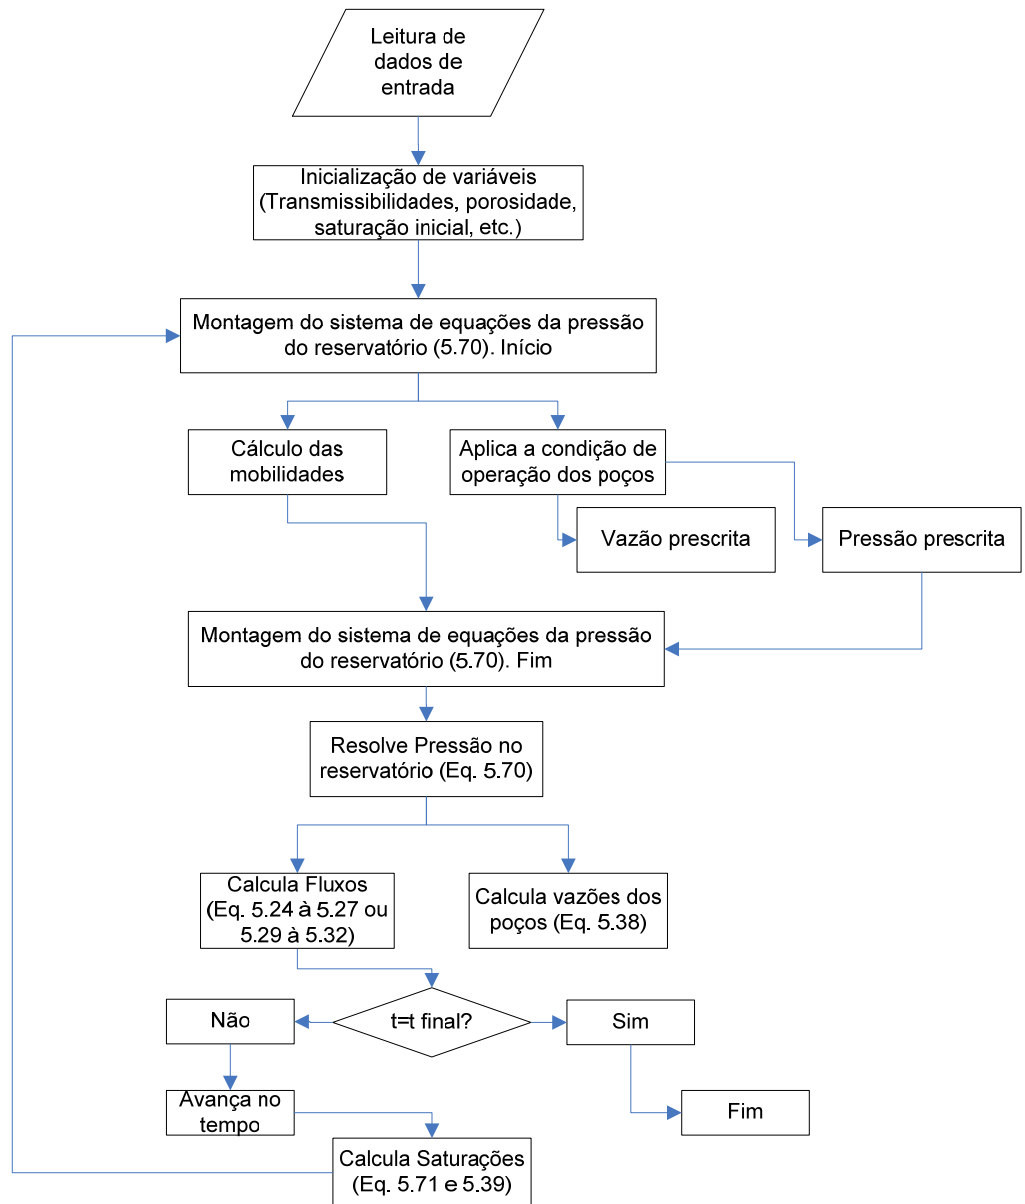 Leitura de
dados de
entrada
Inicialização de variáveis
(Transmissibilidades, porosidade,
saturação inicial, etc.)
Montagem do sistema de equações da pressão
do reservatório (5.70). Início
Cálculo das
mobilidades
Aplica a condição de
operação dos poços
Vazão prescrita
Pressão prescrita
Montagem do sistema de equações da pressão
do reservatório (5.70). Fim
Resolve Pressão no
reservatório (Eq. 5.70)
Calcula Fluxos
(Eq. 5.24 à 5.27 ou
5.29 à 5.32)
Calcula vazões dos
poços (Eq. 5.38)
Não
t=t final?
Sim
Avança no
tempo
Fim
Calcula Saturações
(Eq. 5.71 e 5.39)